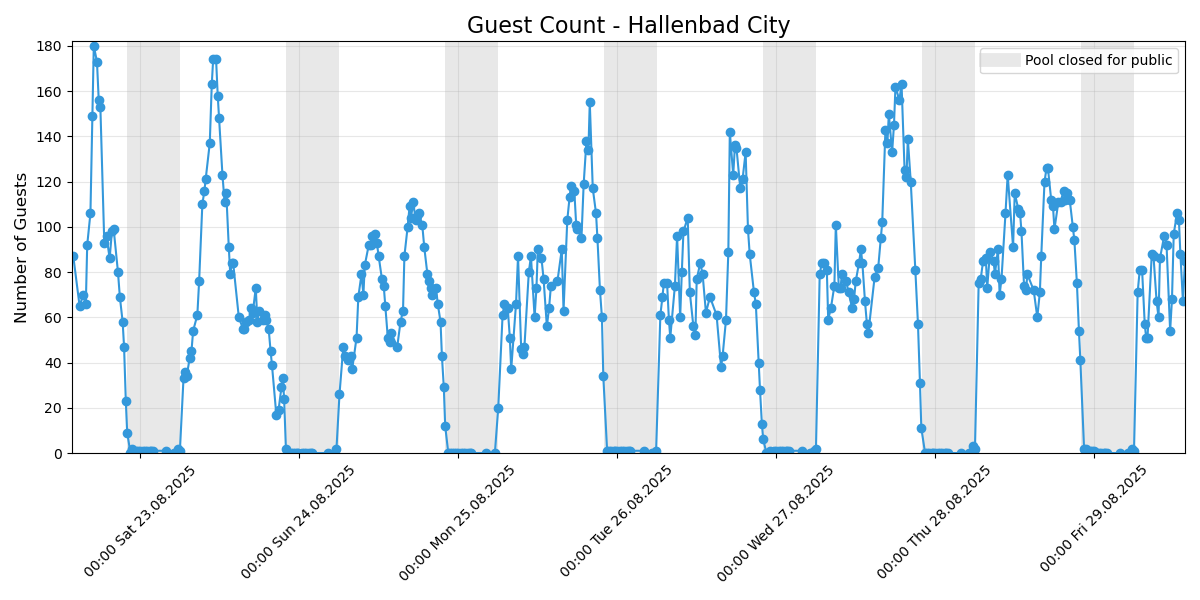 Guest Count - Hallenbad City
Pool closed for public
Number of Guests
180
160
140
120
100
80
60
40
20
0
00:00 Sat 23.08.2025
00:00 Sun 24.08.2025
00:00 Mon 25.08.2025
00:00 Tue 26.08.2025
00:00 Wed 27.08.2025
00:00 Thu 28.08.2025
00:00 Fri 29.08.2025